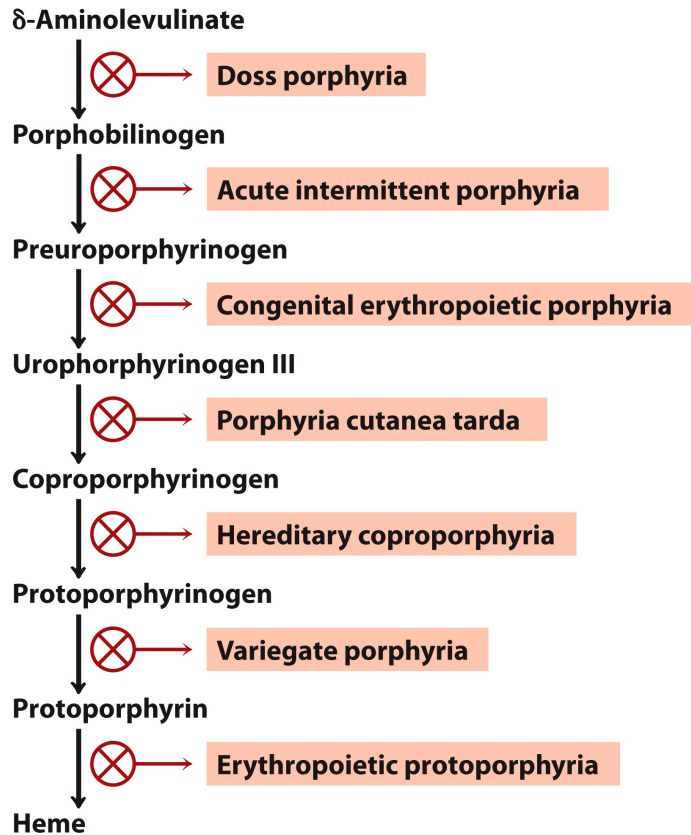 δ-Aminolevulinate
Doss porphyria
Porphobilinogen
Acute intermittent porphyria
Preuroporphyrinogen
Congenital erythropoietic porphyria
Urophorphyrinogen III
Porphyria cutanea tarda
Coproporphyrinogen
Hereditary coproporphyria
Protoporphyrinogen
Variegate porphyria
Protoporphyrin
Erythropoietic protoporphyria
Heme